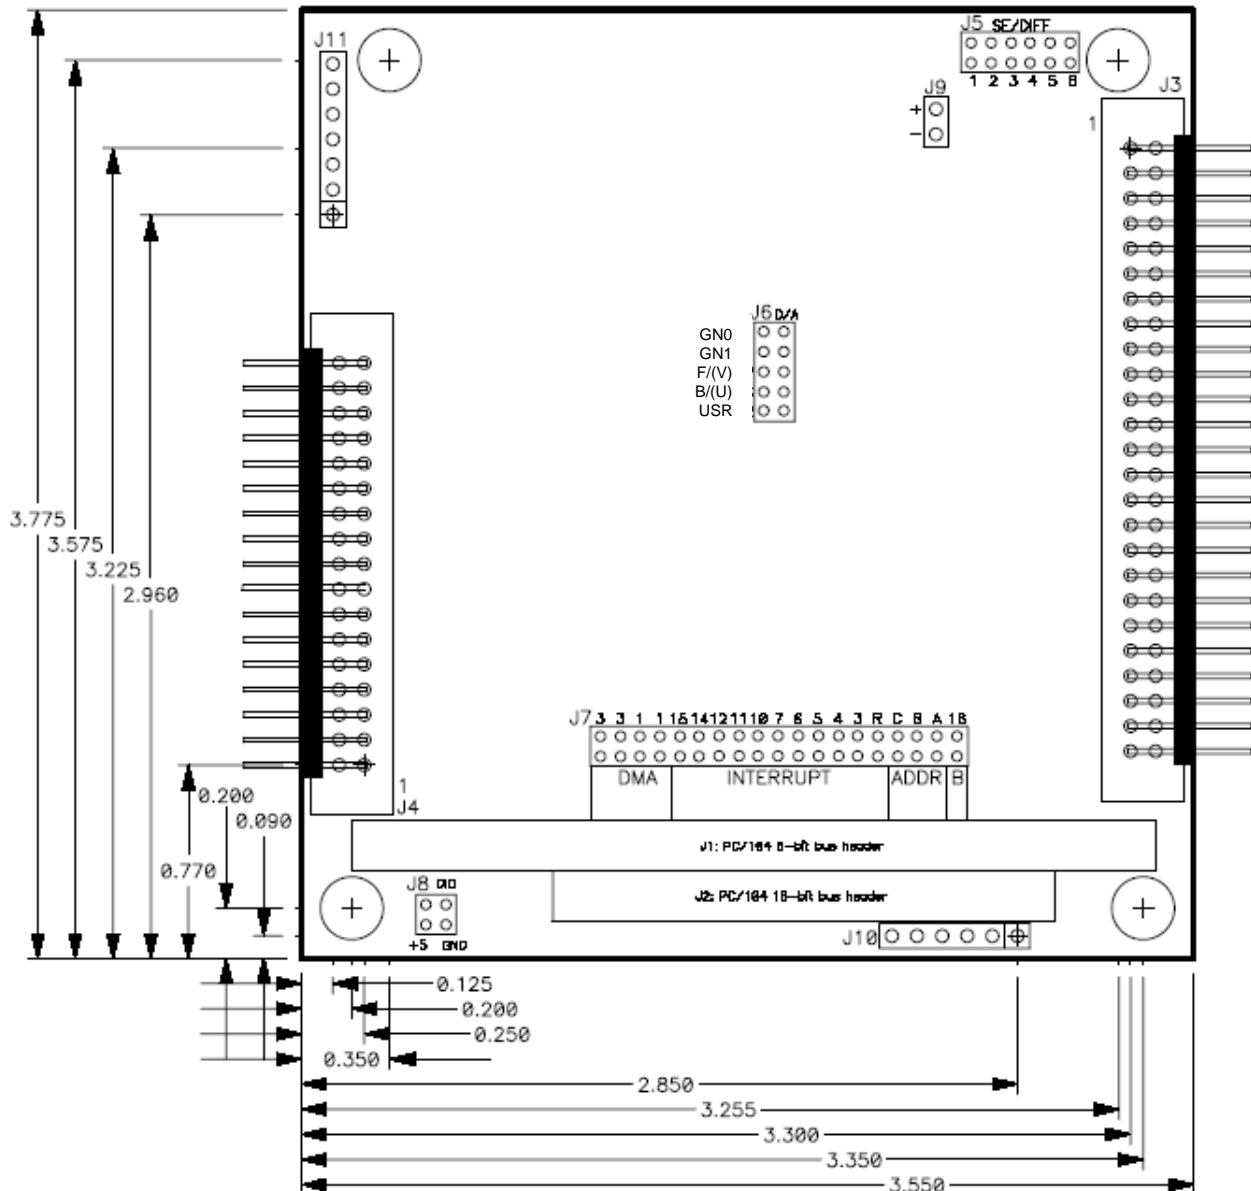 J11
J5 SE/DIFF
1 2 3 4 5 6
J9
+
-
J3
1
J6 D/A
GN0
GN1
F/(V)
B/(U)
USR
3.775
3.575
3.225
2.960
J7 3 3 1 1 15 14 12 11 10 7 6 5 4 3 R C B A 16
DMA INTERRUPT ADDR B
1
J4
0.200
0.090
0.770
J1: PC/104 8-bit bus header
J2: PC/104 16-bit bus header
J8 DIO
+5 GND
J10
0.125
0.200
0.250
0.350
2.850
3.255
3.300
3.350
3.550